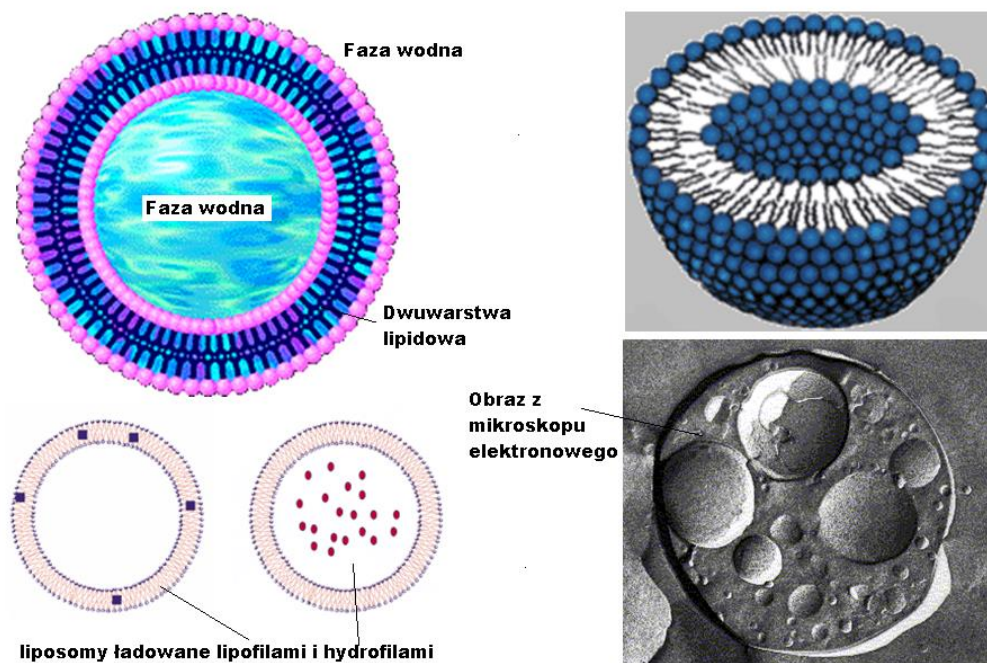 Faza wodna
Faza wodna
Dwuwarstwa
lipidowa
Obraz z
mikroskopu
elektronowego
liposomy ładowane lipofilami i hydrofilami